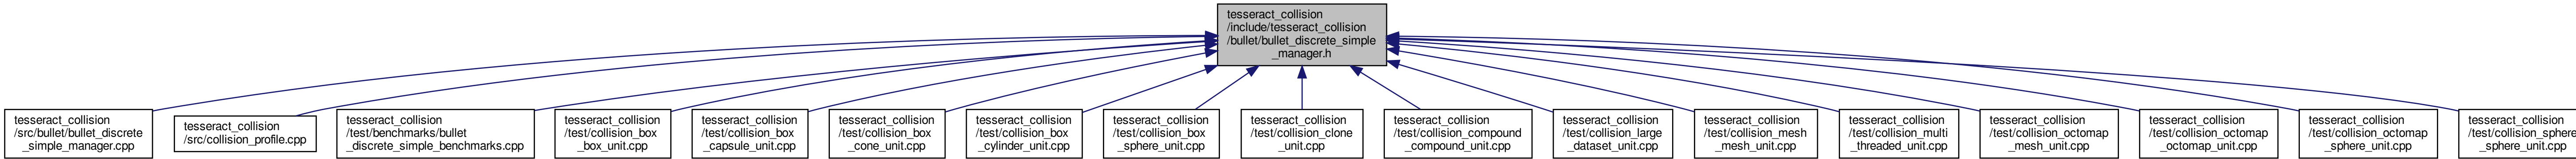 tesseract_collision
/include/tesseract_collision
/bullet/bullet_discrete_simple
_manager.h
tesseract_collision
/src/bullet/bullet_discrete
_simple_manager.cpp
tesseract_collision
/src/collision_profile.cpp
tesseract_collision
/test/benchmarks/bullet
_discrete_simple_benchmarks.cpp
tesseract_collision
/test/collision_box
_box_unit.cpp
tesseract_collision
/test/collision_box
_capsule_unit.cpp
tesseract_collision
/test/collision_box
_cone_unit.cpp
tesseract_collision
/test/collision_box
_cylinder_unit.cpp
tesseract_collision
/test/collision_box
_sphere_unit.cpp
tesseract_collision
/test/collision_clone
_unit.cpp
tesseract_collision
/test/collision_compound
_compound_unit.cpp
tesseract_collision
/test/collision_large
_dataset_unit.cpp
tesseract_collision
/test/collision_mesh
_mesh_unit.cpp
tesseract_collision
/test/collision_multi
_threaded_unit.cpp
tesseract_collision
/test/collision_octomap
_mesh_unit.cpp
tesseract_collision
/test/collision_octomap
_octomap_unit.cpp
tesseract_collision
/test/collision_octomap
_sphere_unit.cpp
tesseract_collision
/test/collision_sphere
_sphere_unit.cpp